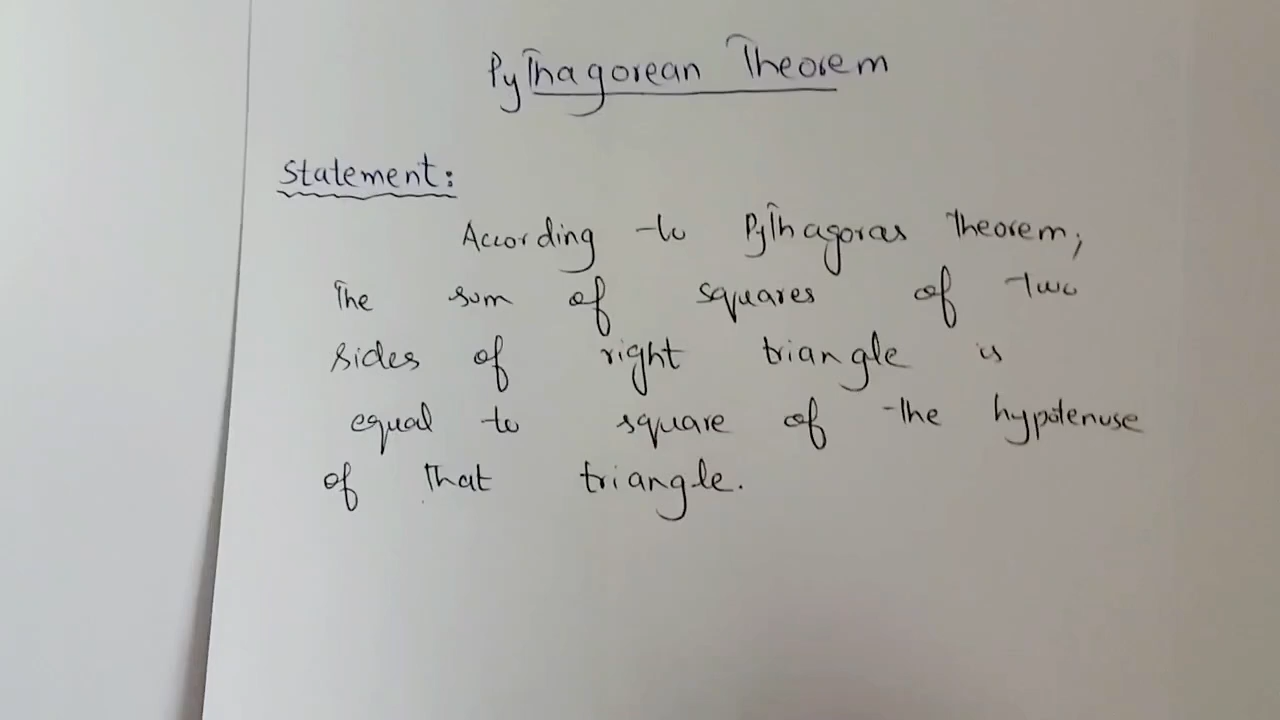 Pythagorean Theorem
Statement:
According to Pythagoras Theorem,
The sum of squares of two
sides of right triangle is
equal to square of the hypotenuse
of that triangle.